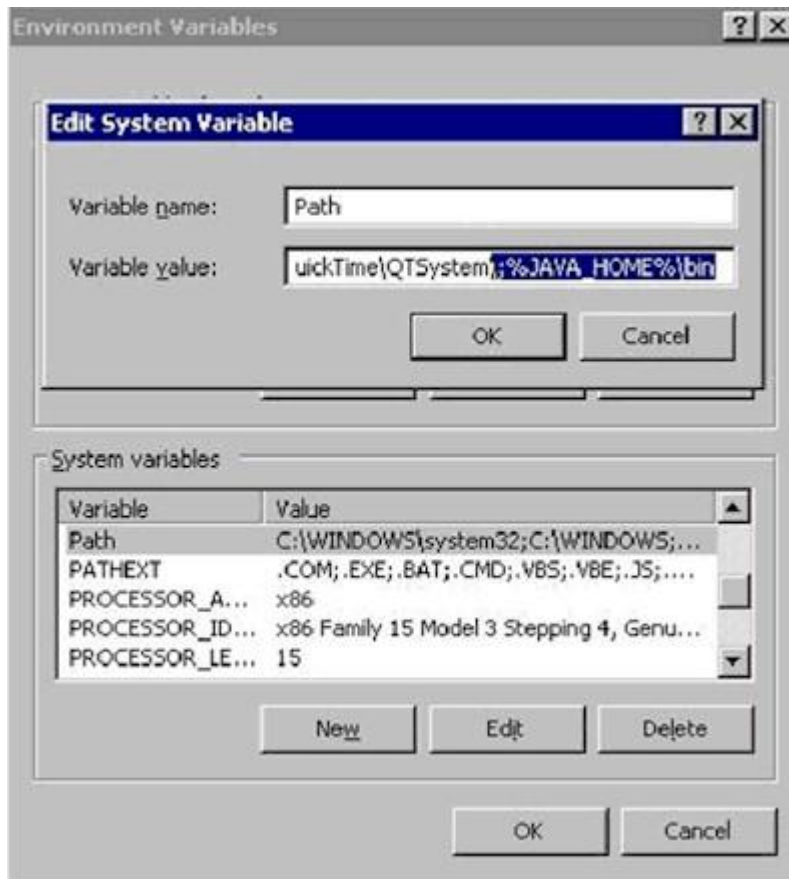 Environment Variables
Edit System Variable
Variable name:
Path
Variable value:
uickTime\QTSystem\;%JAVA_HOME%\bin
OK
Cancel
System variables
Variable Value
Path C:\WINDOWS\system32;C:\WINDOWS;...
PATHEXT .COM;.EXE;.BAT;.CMD;.VBS;.VBE;.JS;....
PROCESSOR_A... x86
PROCESSOR_ID... x86 Family 15 Model 3 Stepping 4, Genu...
PROCESSOR_LE... 15
New Edit Delete
OK Cancel